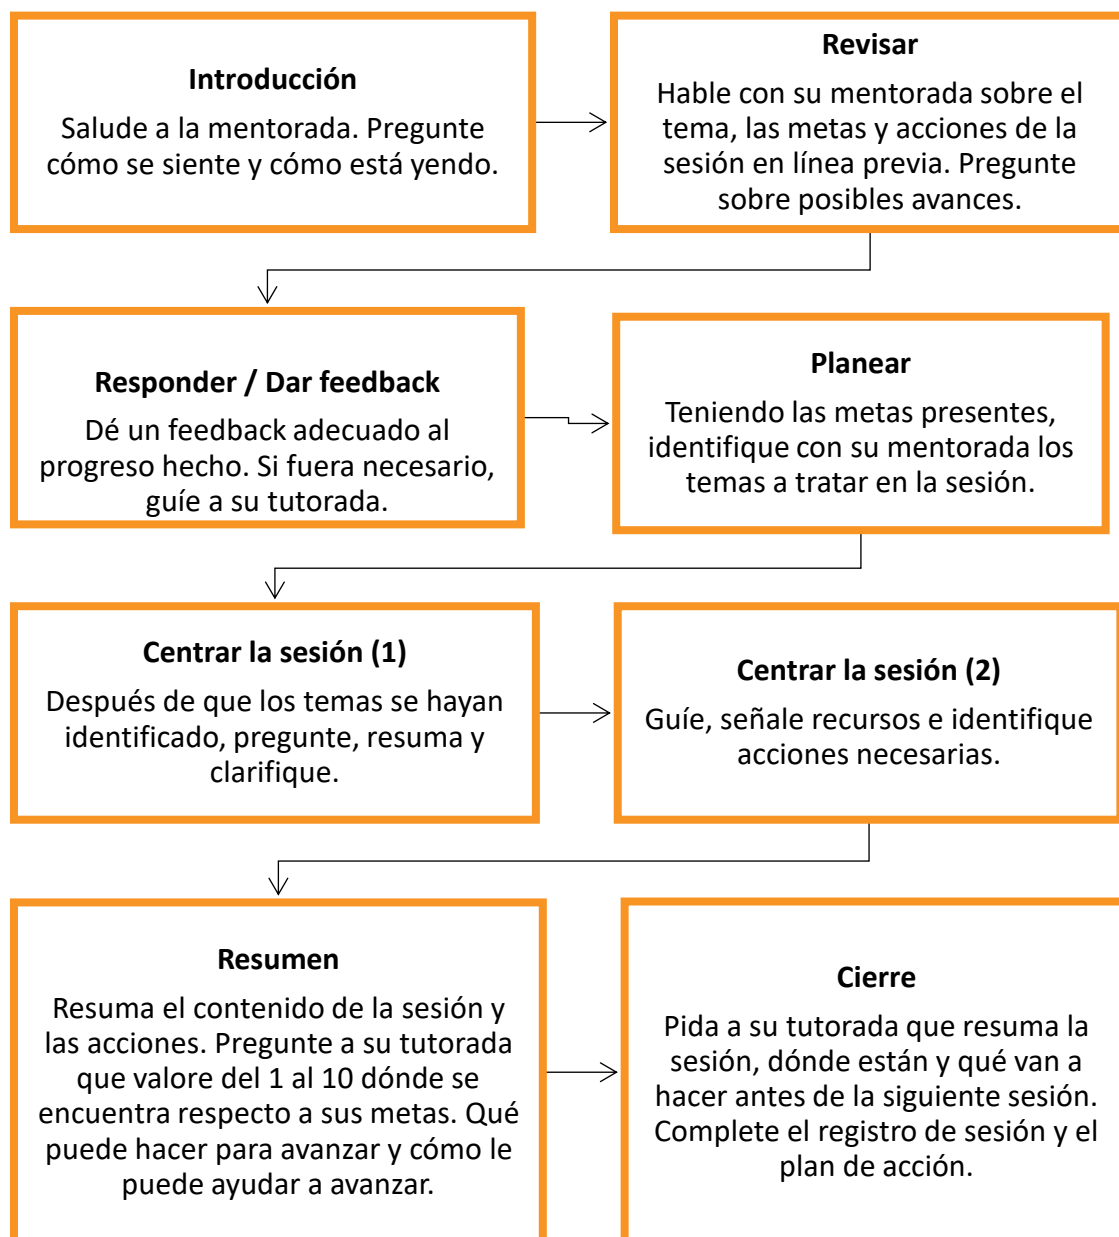 Introducción
Salude a la mentorada. Pregunte
cómo se siente y cómo está yendo.
Revisar
Hable con su mentorada sobre el
tema, las metas y acciones de la
sesión en línea previa. Pregunte
sobre posibles avances.
Responder / Dar feedback
Dé un feedback adecuado al
progreso hecho. Si fuera necesario,
guíe a su tutorada.
Planear
Teniendo las metas presentes,
identifique con su mentorada los
temas a tratar en la sesión.
Centrar la sesión (1)
Después de que los temas se hayan
identificado, pregunte, resuma y
clarifique.
Centrar la sesión (2)
Guíe, señale recursos e identifique
acciones necesarias.
Resumen
Resuma el contenido de la sesión y
las acciones. Pregunte a su tutorada
que valore del 1 al 10 dónde se
encuentra respecto a sus metas. Qué
puede hacer para avanzar y cómo le
puede ayudar a avanzar.
Cierre
Pida a su tutorada que resuma la
sesión, dónde están y qué van a
hacer antes de la siguiente sesión.
Complete el registro de sesión y el
plan de acción.